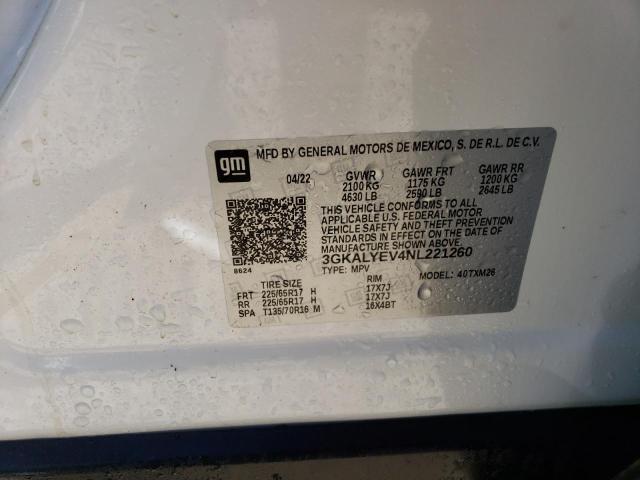 gm MFD BY GENERAL MOTORS DE MEXICO, S. DE R.L. DE C.V.
04/22 GVWR GAWR FRT GAWR RR
2100 KG 1175 KG 1200 KG
4630 LB 2590 LB 2645 LB
THIS VEHICLE CONFORMS TO ALL
APPLICABLE U.S. FEDERAL MOTOR
VEHICLE SAFETY AND THEFT PREVENTION
STANDARDS IN EFFECT ON THE DATE OF
MANUFACTURE SHOWN ABOVE.
3GKALYEV4NL221260
8624 TYPE: MPV MODEL: 40TXM26
TIRE SIZE RIM
FRT 225/65R17 H 17X7J
RR 225/65R17 H 17X7J
SPA T135/70R16 M 16X4BT